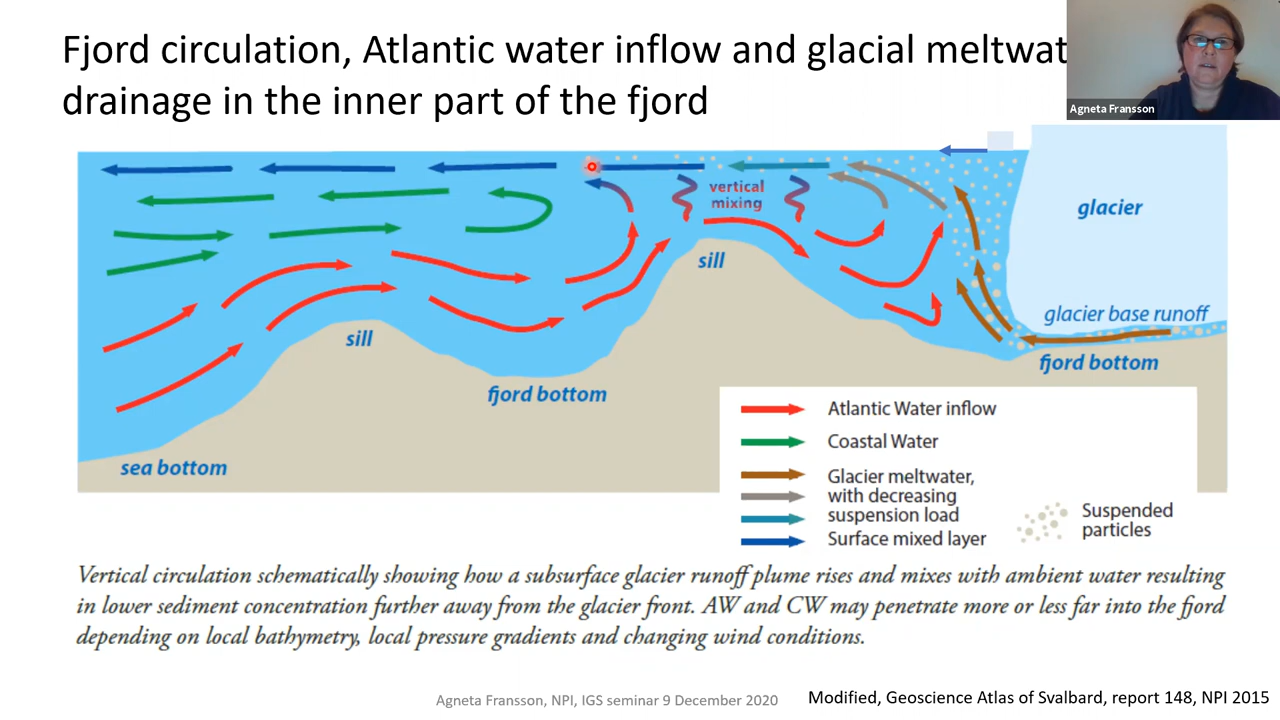 Fjord circulation, Atlantic water inflow and glacial meltwat
drainage in the inner part of the fjord
Agneta Fransson
vertical
mixing
glacier
sill
sill
glacier base runoff
fjord bottom
fjord bottom
sea bottom
Atlantic Water inflow
Coastal Water
Glacier meltwater,
with decreasing
suspension load
Surface mixed layer
Suspended
particles
Vertical circulation schematically showing how a subsurface glacier runoff plume rises and mixes with ambient water resulting
in lower sediment concentration further away from the glacier front. AW and CW may penetrate more or less far into the fjord
depending on local bathymetry, local pressure gradients and changing wind conditions.
Agneta Fransson, NPI, IGS seminar 9 December 2020
Modified, Geoscience Atlas of Svalbard, report 148, NPI 2015